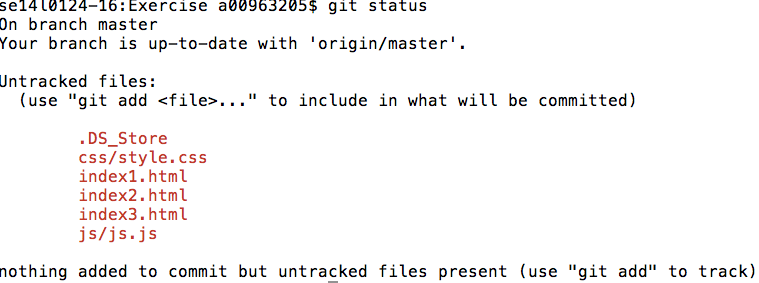 se14l0124-16:Exercise a00963205$ git status
On branch master
Your branch is up-to-date with 'origin/master'.
Untracked files:
(use "git add <file>..." to include in what will be committed)
.DS_Store
css/style.css
index1.html
index2.html
index3.html
js/js.js
nothing added to commit but untracked files present (use "git add" to track)